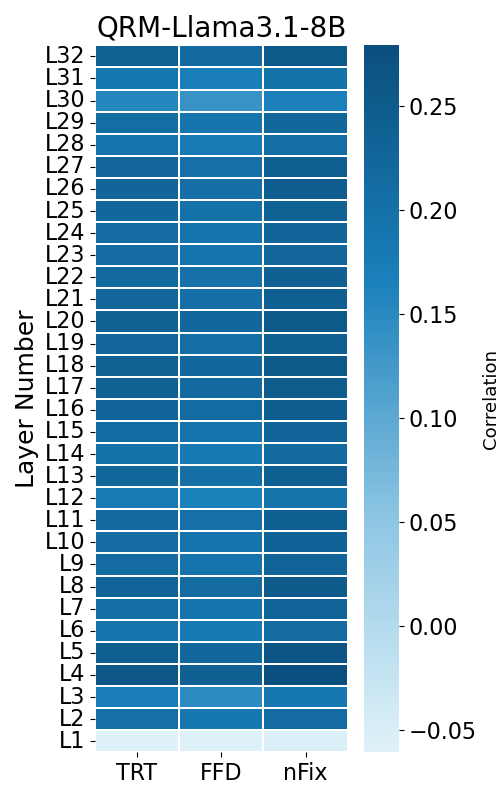 QRM-Llama3.1-8B
L32
L31
L30
L29
L28
L27
L26
L25
L24
L23
L22
L21
L20
L19
L18
L17
L16
L15
L14
L13
L12
L11
L10
L9
L8
L7
L6
L5
L4
L3
L2
L1
Layer Number
TRT FFD nFix
0.25
0.20
0.15
0.10
0.05
0.00
−0.05
Correlation